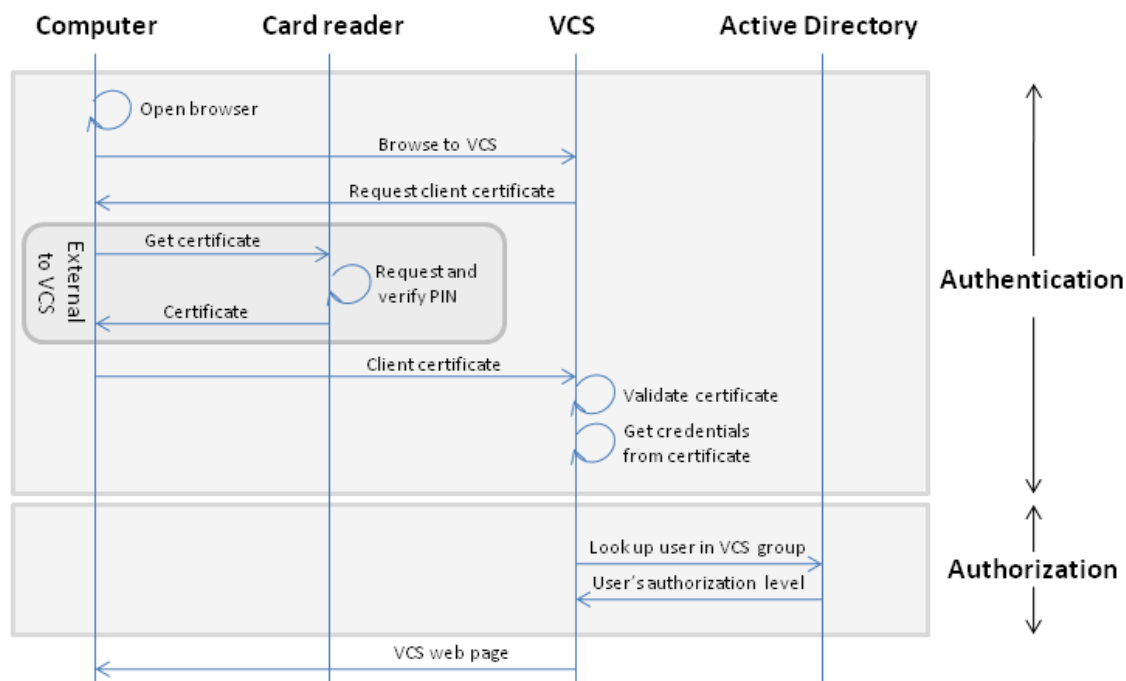 Computer
Card reader
VCS
Active Directory
Open browser
Browse to VCS
Request client certificate
External
to VCS
Get certificate
Request and
verify PIN
Certificate
Client certificate
Validate certificate
Get credentials
from certificate
Authentication
Look up user in VCS group
User's authorization level
Authorization
VCS web page